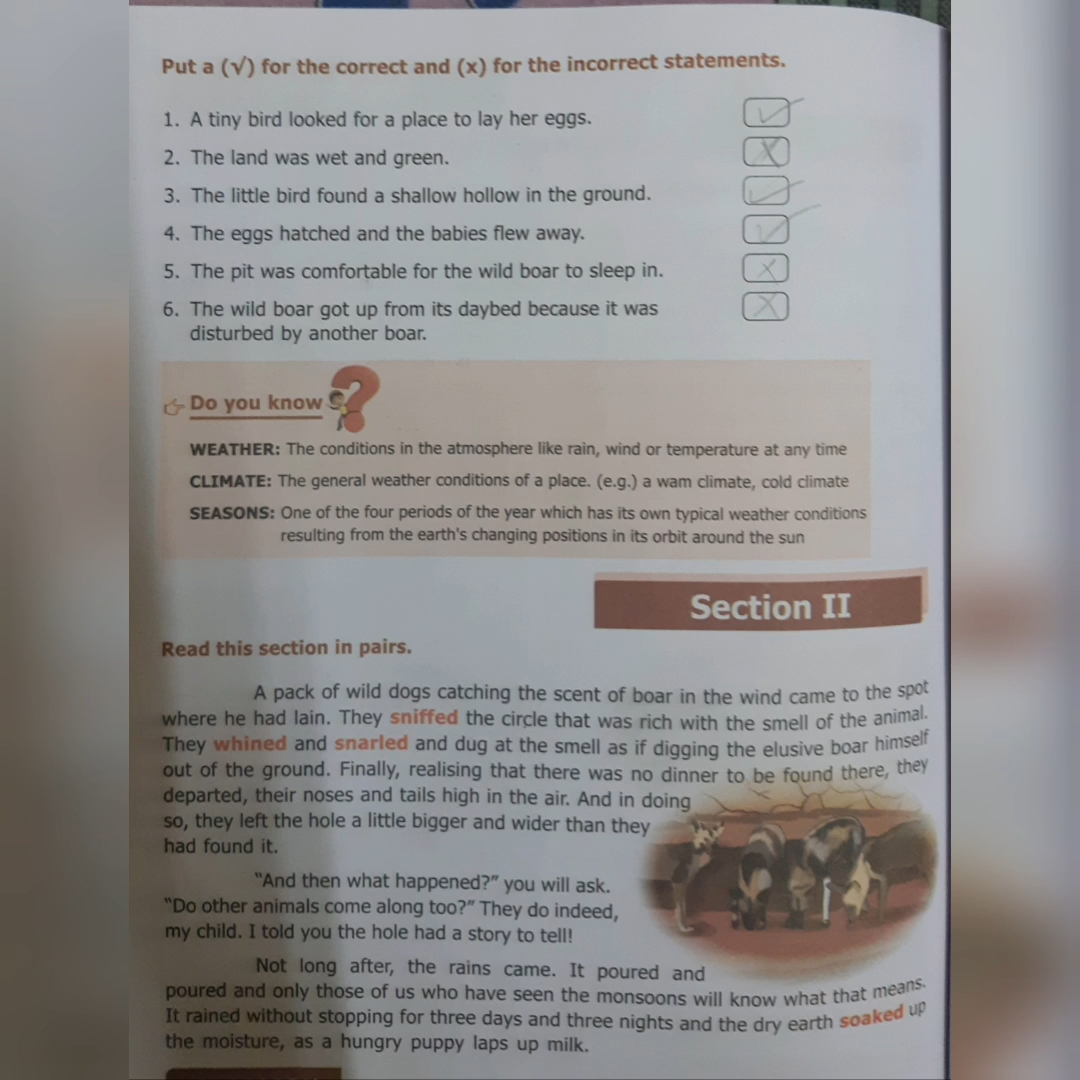 Put a (√) for the correct and (x) for the incorrect statements.
1. A tiny bird looked for a place to lay her eggs. ✓
2. The land was wet and green. X
3. The little bird found a shallow hollow in the ground. ✓
4. The eggs hatched and the babies flew away. ✓
5. The pit was comfortable for the wild boar to sleep in. X
6. The wild boar got up from its daybed because it was X
disturbed by another boar.
Do you know ?
WEATHER: The conditions in the atmosphere like rain, wind or temperature at any time
CLIMATE: The general weather conditions of a place. (e.g.) a wam climate, cold climate
SEASONS: One of the four periods of the year which has its own typical weather conditions
resulting from the earth's changing positions in its orbit around the sun
Section II
Read this section in pairs.
A pack of wild dogs catching the scent of boar in the wind came to the spot
where he had lain. They sniffed the circle that was rich with the smell of the animal.
They whined and snarled and dug at the smell as if digging the elusive boar himself
out of the ground. Finally, realising that there was no dinner to be found there, they
departed, their noses and tails high in the air. And in doing
so, they left the hole a little bigger and wider than they
had found it.
“And then what happened?” you will ask.
“Do other animals come along too?” They do indeed,
my child. I told you the hole had a story to tell!
Not long after, the rains came. It poured and
poured and only those of us who have seen the monsoons will know what that means.
It rained without stopping for three days and three nights and the dry earth soaked up
the moisture, as a hungry puppy laps up milk.